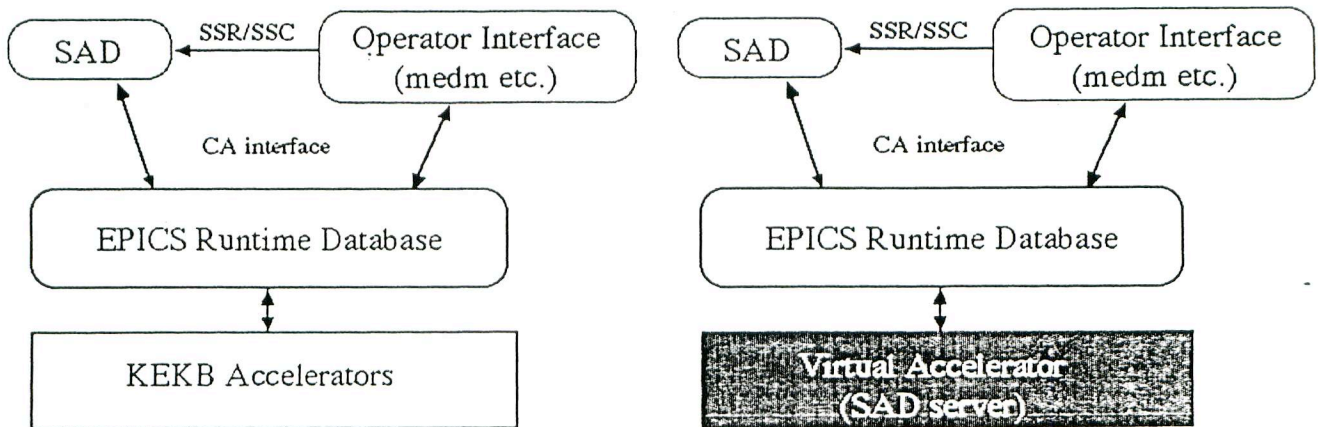 SAD
SSR/SSC
Operator Interface
(medm etc.)
CA interface
EPICS Runtime Database
KEKB Accelerators
SAD
SSR/SSC
Operator Interface
(medm etc.)
CA interface
EPICS Runtime Database
Virtual Accelerator
(SAD server)